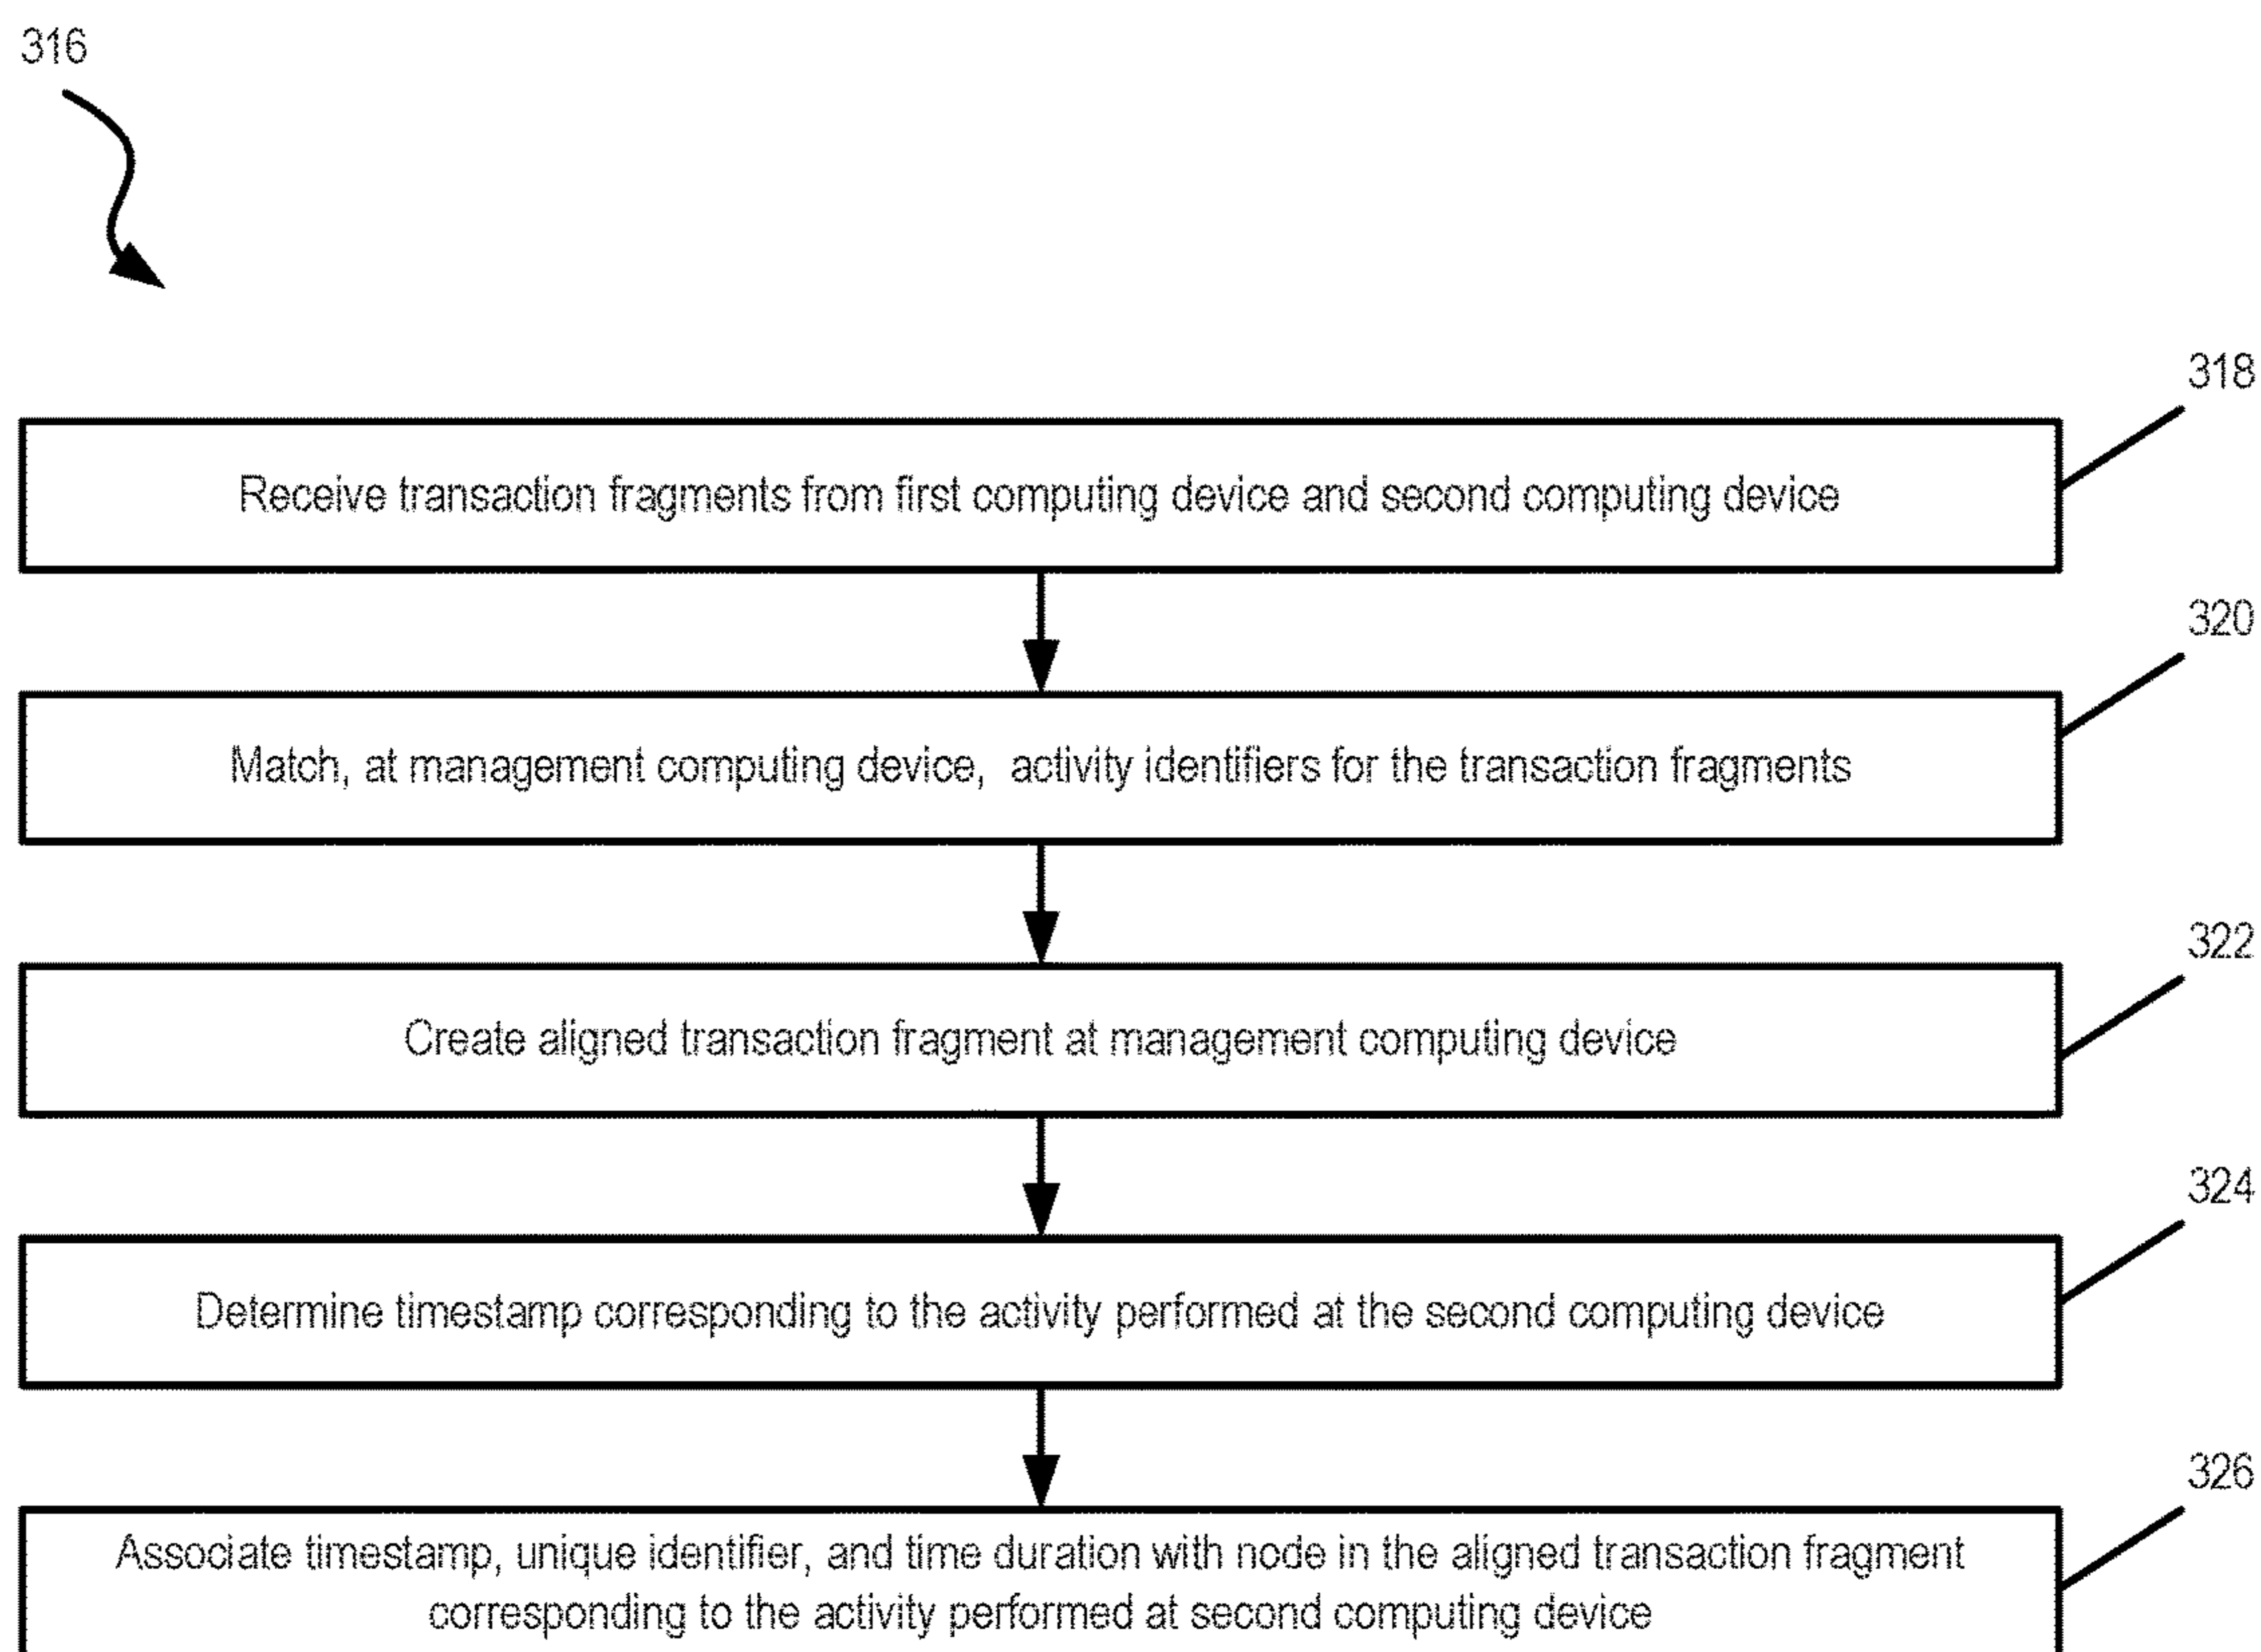 316
318
Receive transaction fragments from first computing device and second computing device
320
Match, at management computing device, activity identifiers for the transaction fragments
322
Create aligned transaction fragment at management computing device
324
Determine timestamp corresponding to the activity performed at the second computing device
326
Associate timestamp, unique identifier, and time duration with node in the aligned transaction fragment
corresponding to the activity performed at second computing device